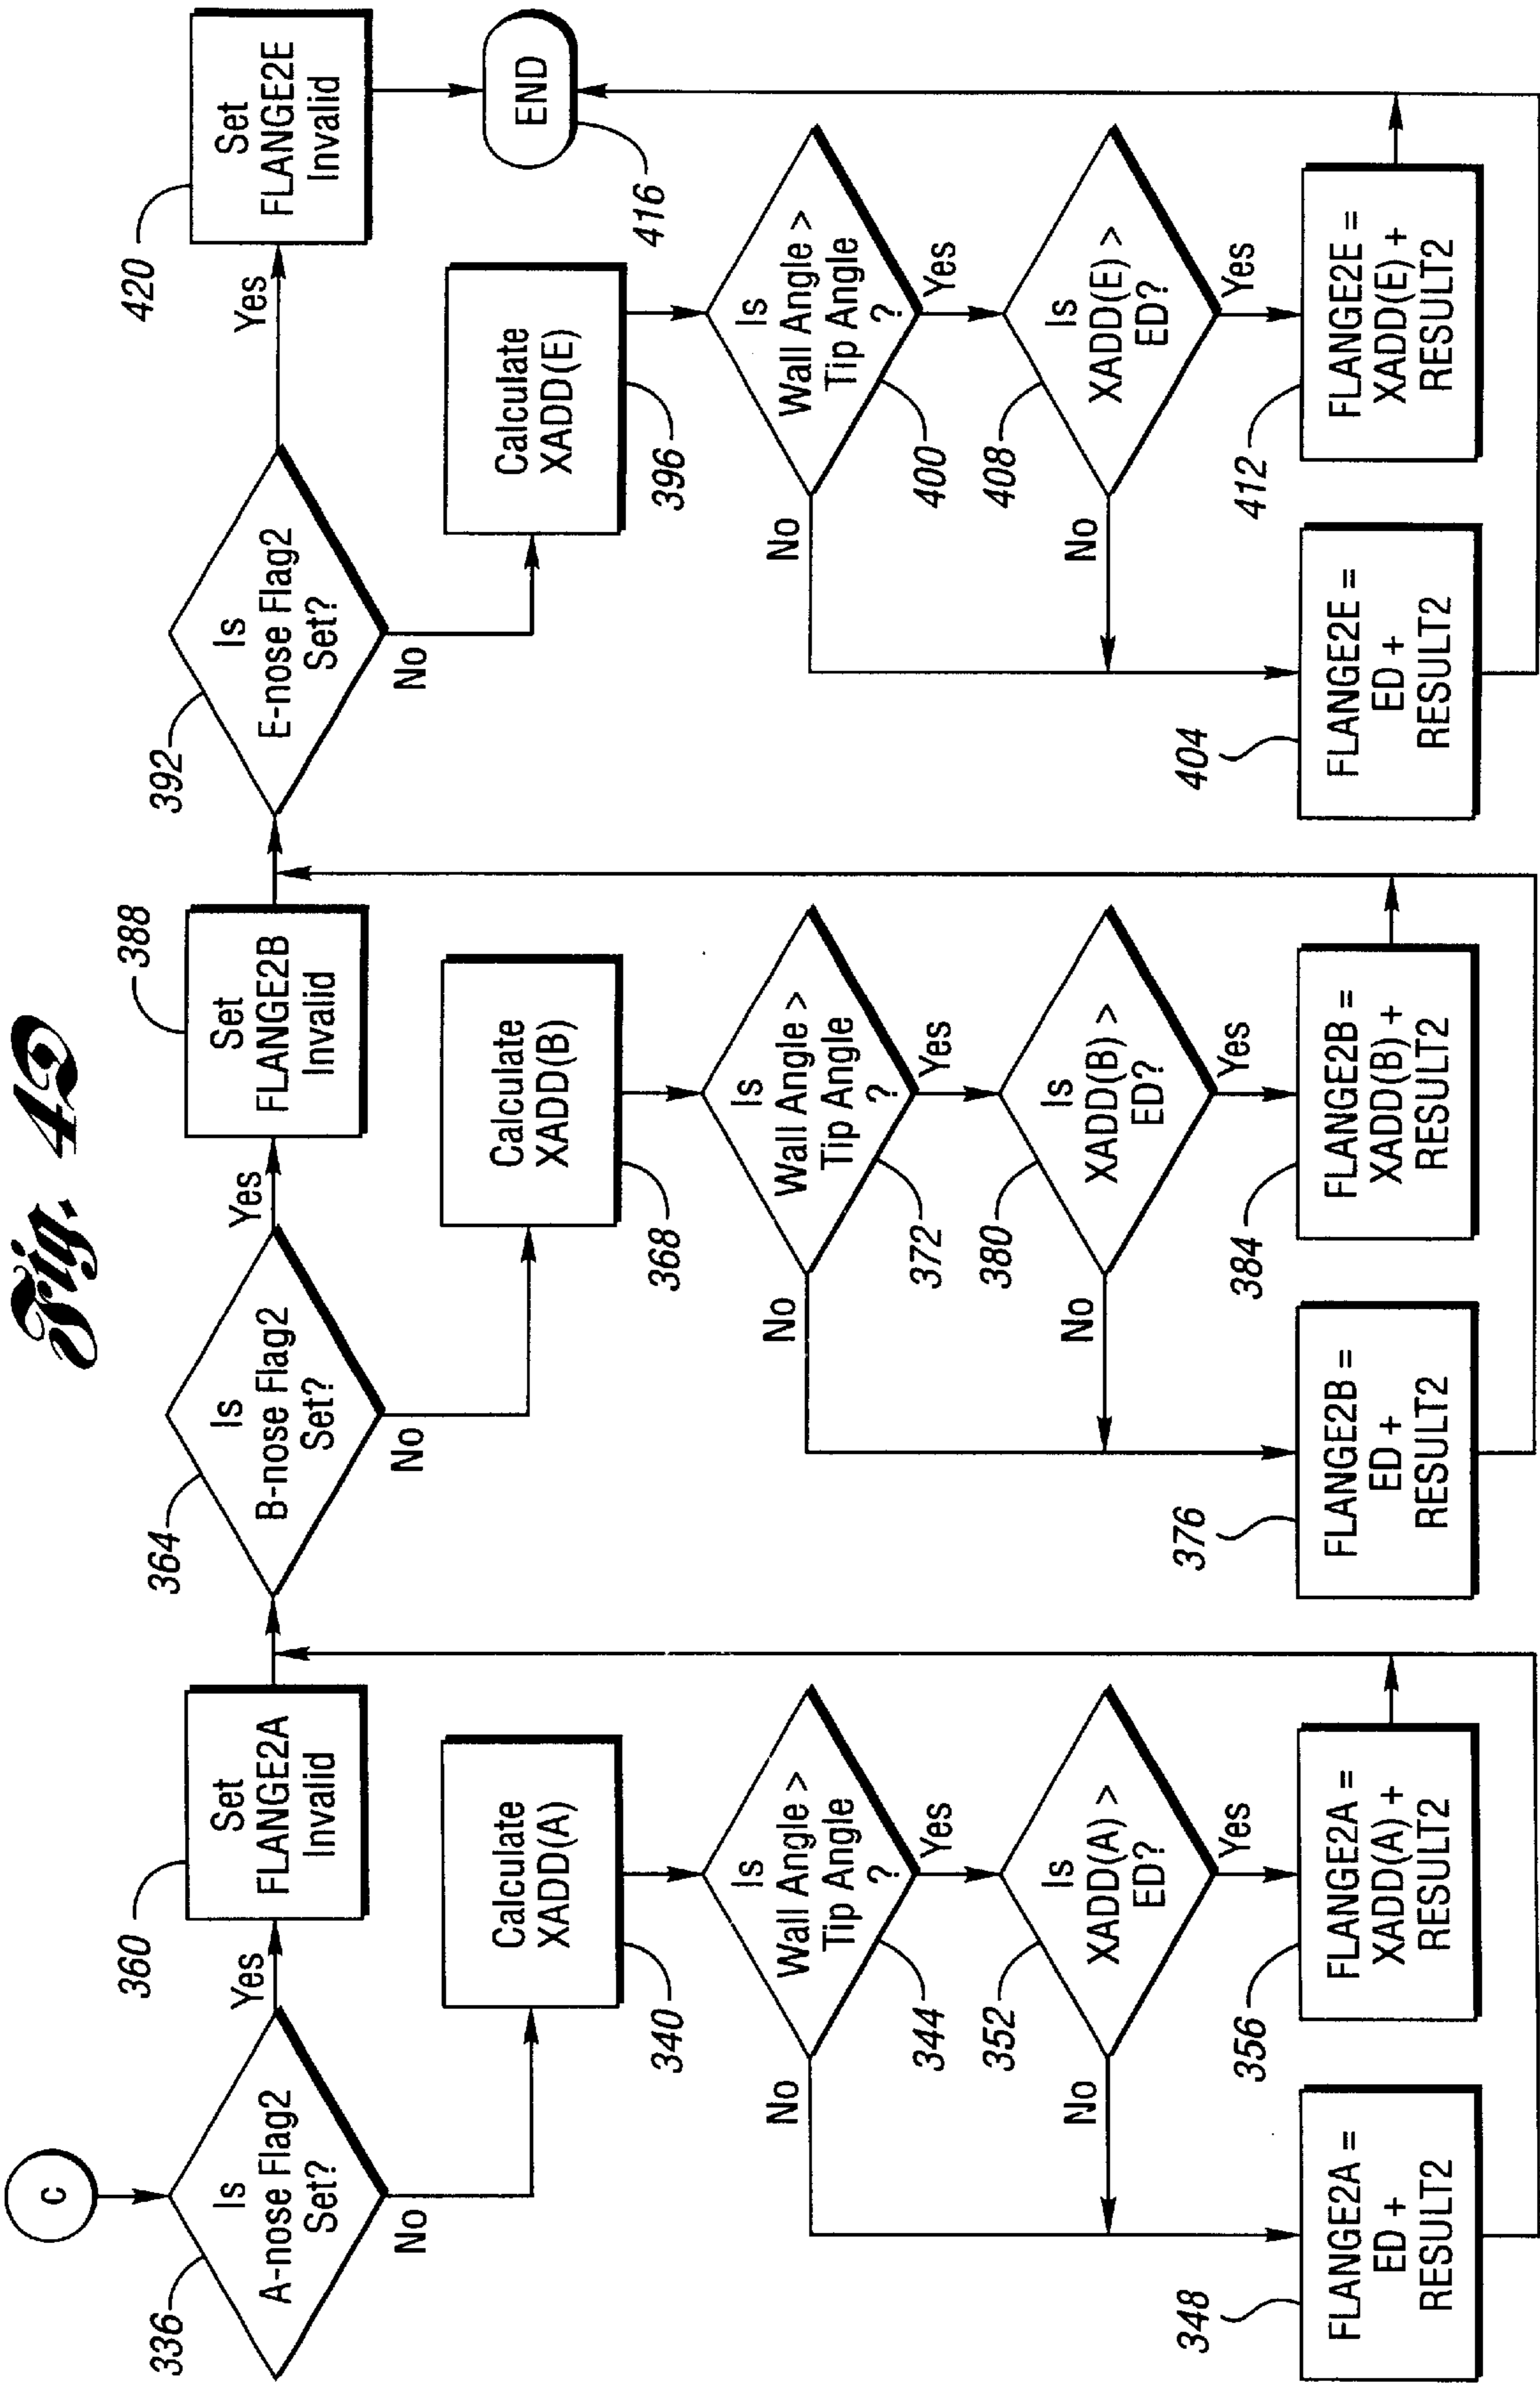 Fig. 4D
C
336
Is
A-nose Flag2
Set?
Yes
No
360
Set
FLANGE2A
Invalid
340
Calculate
XADD(A)
344
Is
Wall Angle >
Tip Angle
?
No
Yes
352
Is
XADD(A) >
ED?
No
Yes
348
FLANGE2A =
ED +
RESULT2
356
FLANGE2A =
XADD(A) +
RESULT2
364
Is
B-nose Flag2
Set?
Yes
No
388
Set
FLANGE2B
Invalid
368
Calculate
XADD(B)
372
Is
Wall Angle >
Tip Angle
?
No
Yes
380
Is
XADD(B) >
ED?
No
Yes
376
FLANGE2B =
ED +
RESULT2
384
FLANGE2B =
XADD(B) +
RESULT2
392
Is
E-nose Flag2
Set?
Yes
No
420
Set
FLANGE2E
Invalid
END
416
396
Calculate
XADD(E)
400
Is
Wall Angle >
Tip Angle
?
No
Yes
408
Is
XADD(E) >
ED?
No
Yes
404
FLANGE2E =
ED +
RESULT2
412
FLANGE2E =
XADD(E) +
RESULT2